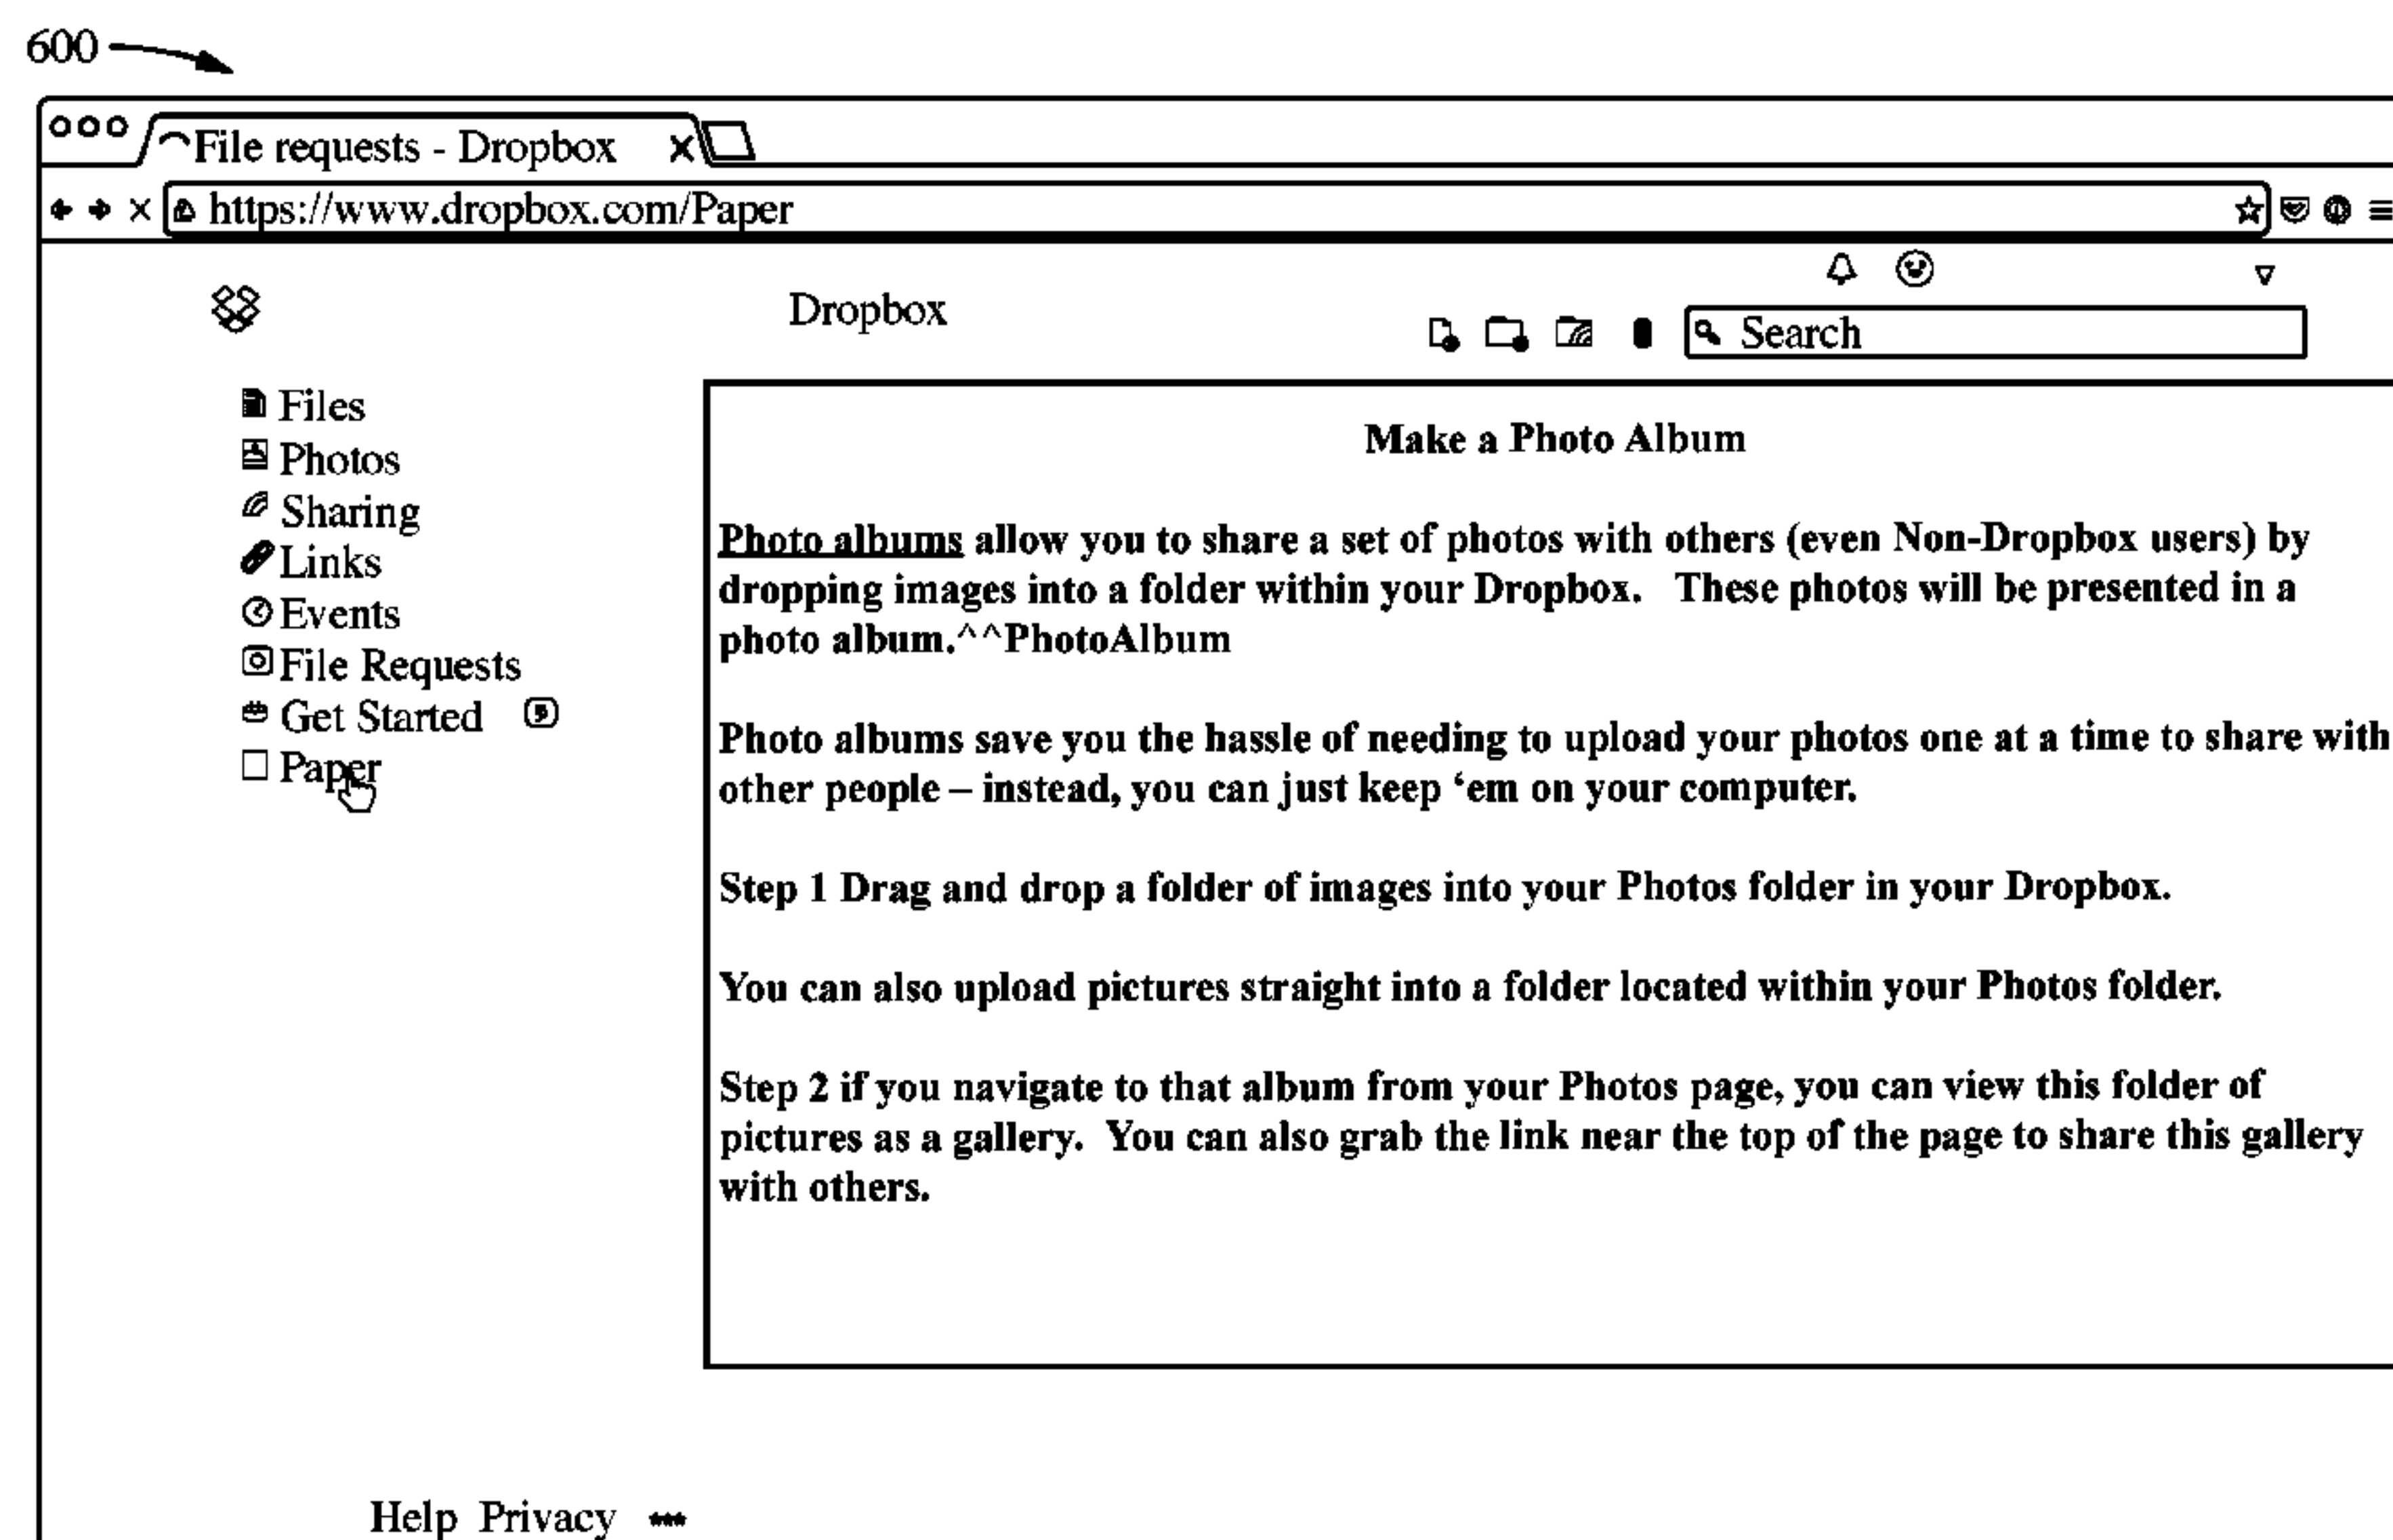 600
File requests - Dropbox
https://www.dropbox.com/Paper
Dropbox
Search
Files
Photos
Sharing
Links
Events
File Requests
Get Started
Paper
Make a Photo Album
Photo albums allow you to share a set of photos with others (even Non-Dropbox users) by
dropping images into a folder within your Dropbox. These photos will be presented in a
photo album.^^PhotoAlbum
Photo albums save you the hassle of needing to upload your photos one at a time to share with
other people – instead, you can just keep ‘em on your computer.
Step 1 Drag and drop a folder of images into your Photos folder in your Dropbox.
You can also upload pictures straight into a folder located within your Photos folder.
Step 2 if you navigate to that album from your Photos page, you can view this folder of
pictures as a gallery. You can also grab the link near the top of the page to share this gallery
with others.
Help Privacy